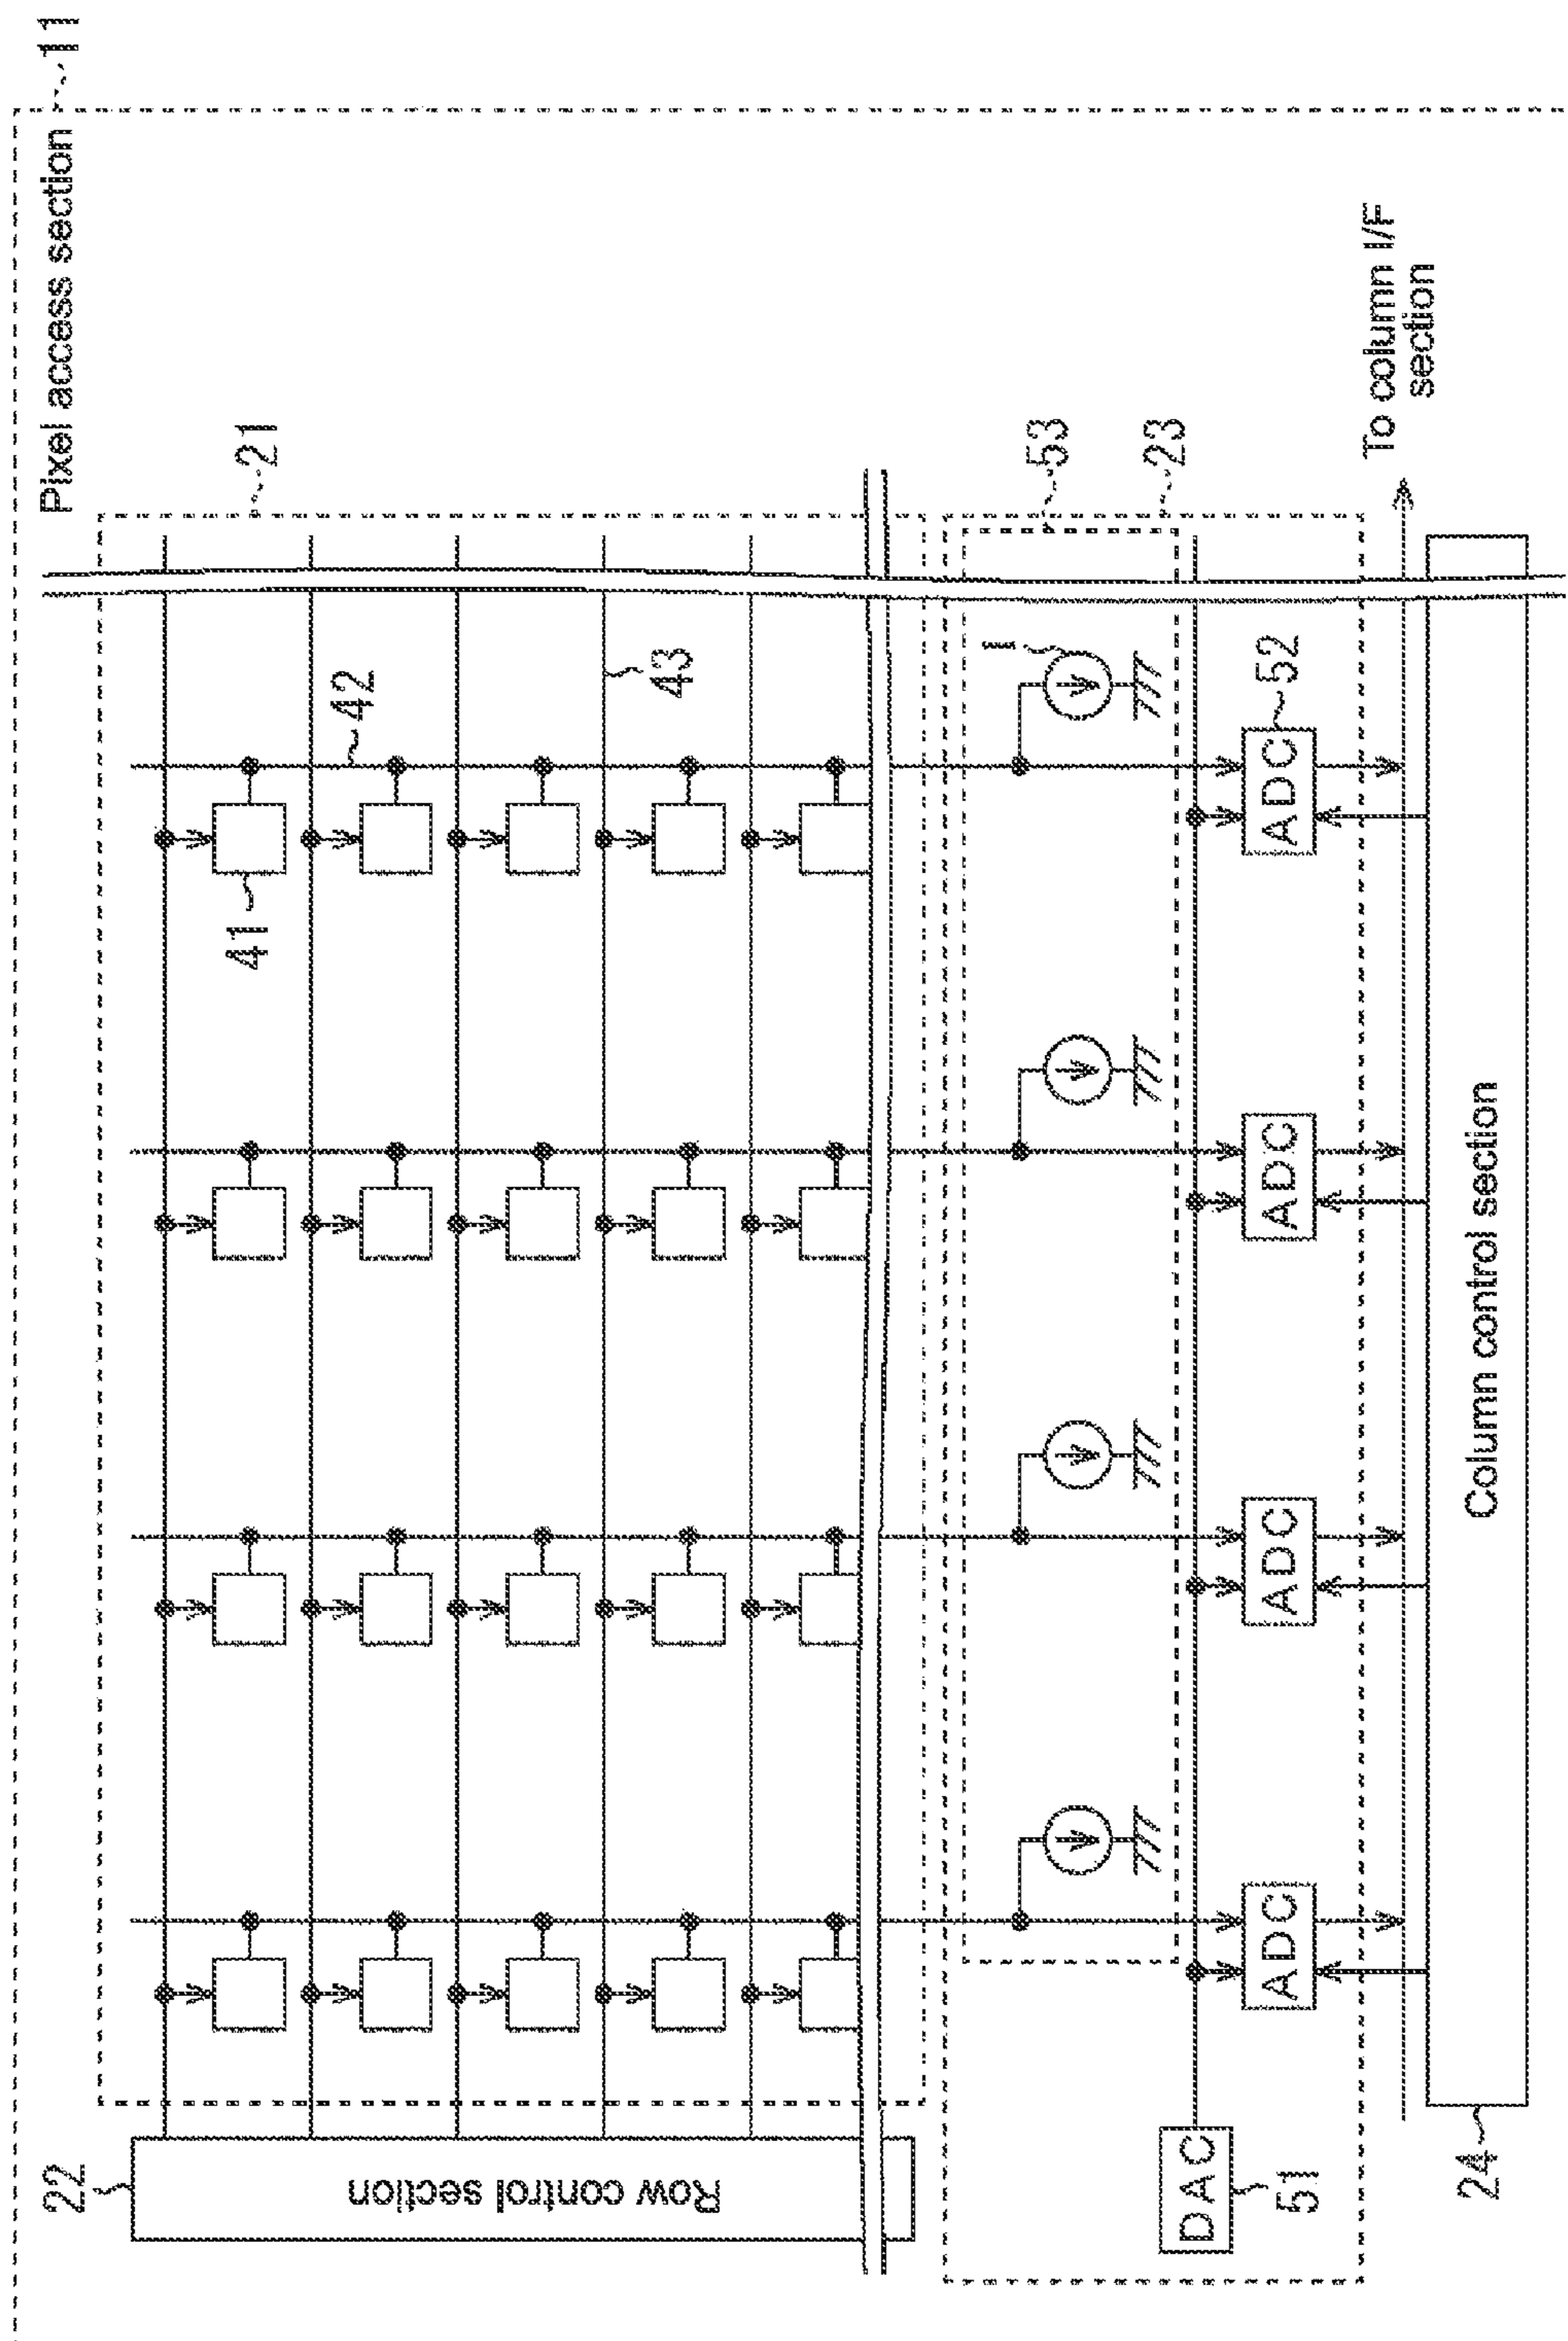 Pixel access section
11
21
22
Row control section
42
43
41
53
23
I
DAC
51
ADC
ADC
ADC
ADC
52
To column I/F
section
Column control section
24